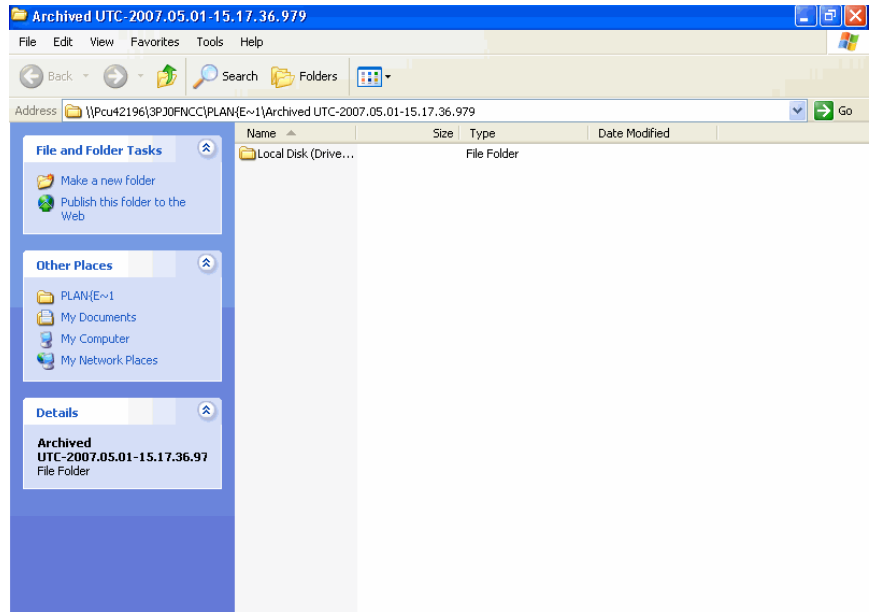 Archived UTC-2007.05.01-15.17.36.979
File Edit View Favorites Tools Help
Back Search Folders
Address \\Pcu42196\3PJ0FNCC\PLAN{E~1\Archived UTC-2007.05.01-15.17.36.979 Go
Name Size Type Date Modified
Local Disk (Drive... File Folder
File and Folder Tasks
Make a new folder
Publish this folder to the
Web
Other Places
PLAN{E~1
My Documents
My Computer
My Network Places
Details
Archived
UTC-2007.05.01-15.17.36.97
File Folder